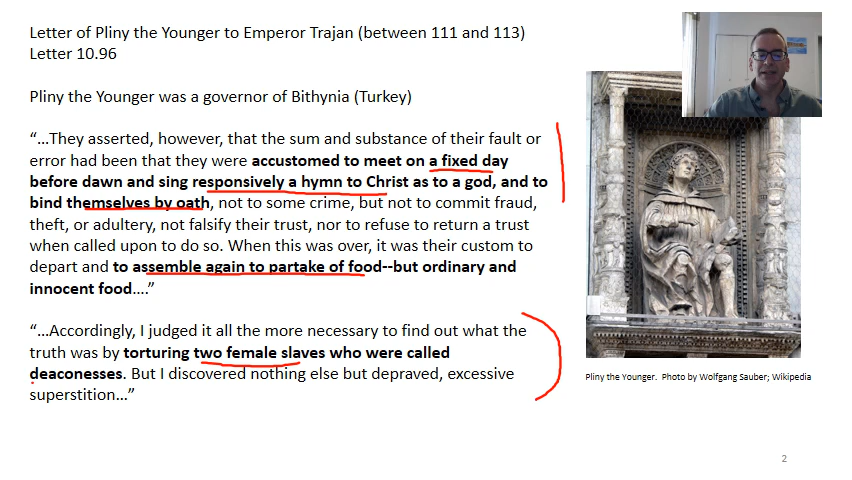 Letter of Pliny the Younger to Emperor Trajan (between 111 and 113)
Letter 10.96
Pliny the Younger was a governor of Bithynia (Turkey)
“...They asserted, however, that the sum and substance of their fault or
error had been that they were accustomed to meet on a fixed day
before dawn and sing responsively a hymn to Christ as to a god, and to
bind themselves by oath, not to some crime, but not to commit fraud,
theft, or adultery, not falsify their trust, nor to refuse to return a trust
when called upon to do so. When this was over, it was their custom to
depart and to assemble again to partake of food--but ordinary and
innocent food....”
“...Accordingly, I judged it all the more necessary to find out what the
truth was by torturing two female slaves who were called
deaconesses. But I discovered nothing else but depraved, excessive
superstition...”
Pliny the Younger. Photo by Wolfgang Sauber; Wikipedia
2